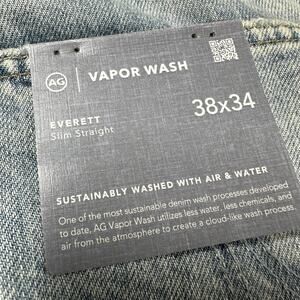 AG VAPOR WASH
EVERETT
Slim Straight
38x34
SUSTAINABLY WASHED WITH AIR & WATER
One of the most sustainable denim wash processes developed
to date, AG Vapor Wash utilizes less water, less chemicals, and
air from the atmosphere to create a cloud-like wash process